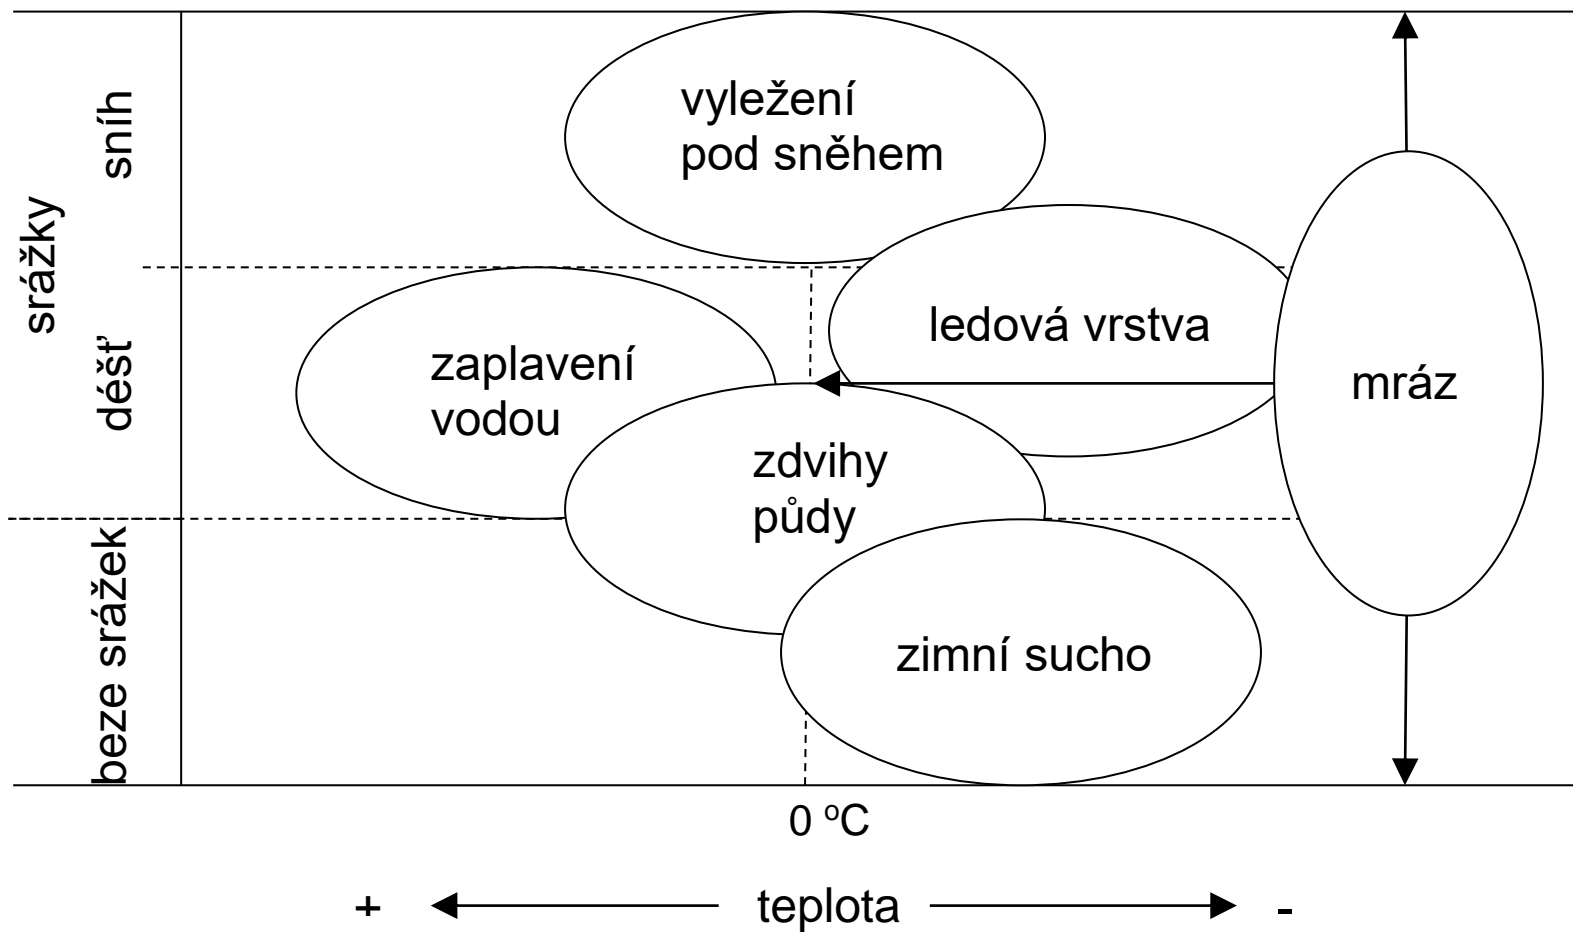 srážky
sníh
déšť
beze srážek
vyležení
pod sněhem
ledová vrstva
mráz
zaplavení
vodou
zdvihy
půdy
zimní sucho
0 ºC
+
teplota
-